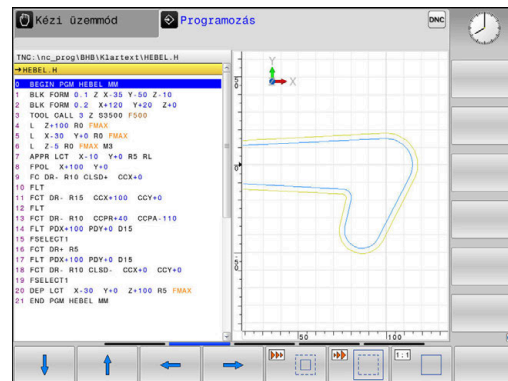 Kézi üzemmód
Programozás
DNC
TNC:\nc_prog\BHB\Klartext\HEBEL.H
→HEBEL.H
0 BEGIN PGM HEBEL MM
1 BLK FORM 0.1 Z X-35 Y-50 Z-10
2 BLK FORM 0.2 X+120 Y+20 Z+0
3 TOOL CALL 3 Z S3500 F500
4 L Z+100 R0 FMAX
5 L X-30 Y+0 R0 FMAX
6 L Z-5 R0 FMAX M3
7 APPR LCT X-10 Y+0 R5 RL
8 FPOL X+100 Y+0
9 FC DR- R10 CLSD+ CCX+0
10 FLT
11 FCT DR- R15 CCX+100 CCY+0
12 FLT
13 FCT DR- R10 CCPR+40 CCPA-110
14 FLT PDX+100 PDY+0 D15
15 FSELECT1
16 FCT DR+ R5
17 FLT PDX+100 PDY+0 D15
18 FCT DR- R10 CLSD- CCX+0 CCY+0
19 FSELECT1
20 DEP LCT X-30 Y+0 Z+100 R5 FMAX
21 END PGM HEBEL MM
Y
X
0
50
100
1:1